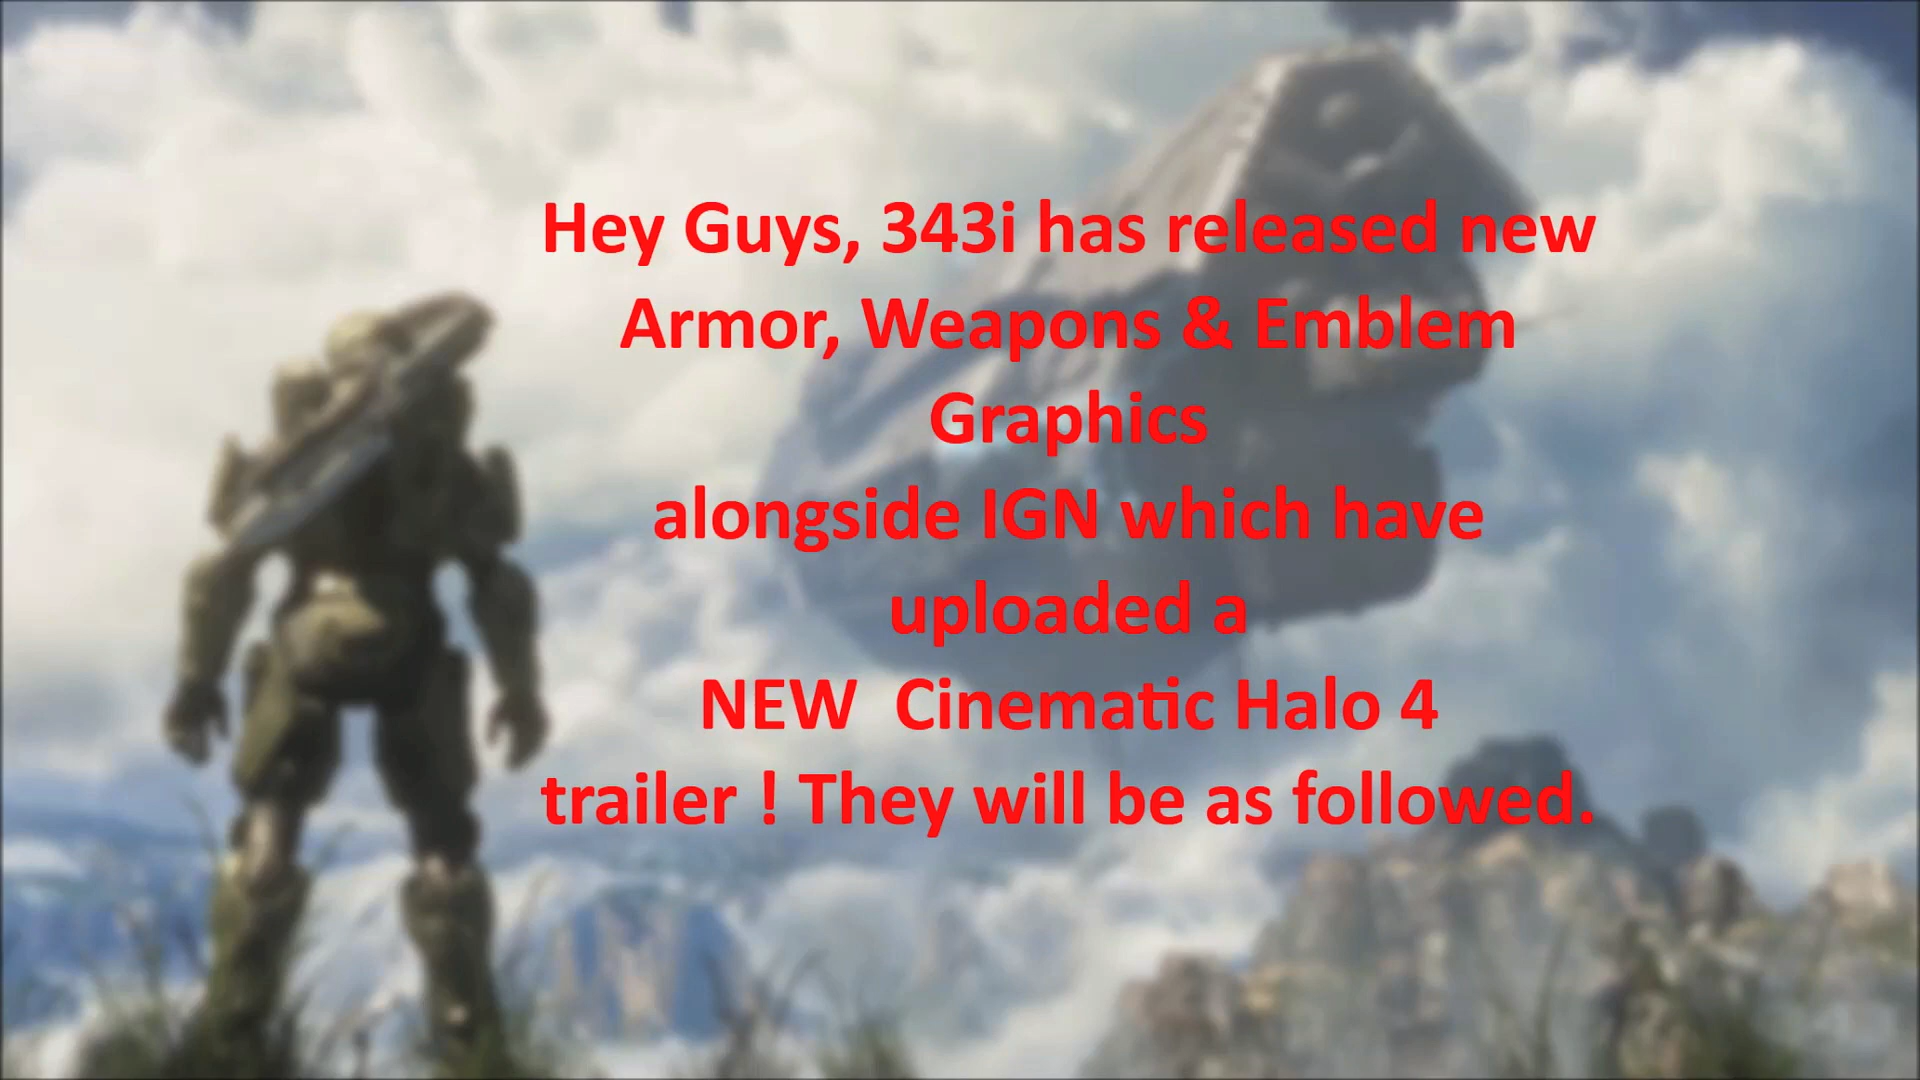 Hey Guys, 343i has released new
Armor, Weapons & Emblem
Graphics
alongside IGN which have
uploaded a
NEW  Cinematic Halo 4
trailer ! They will be as followed.